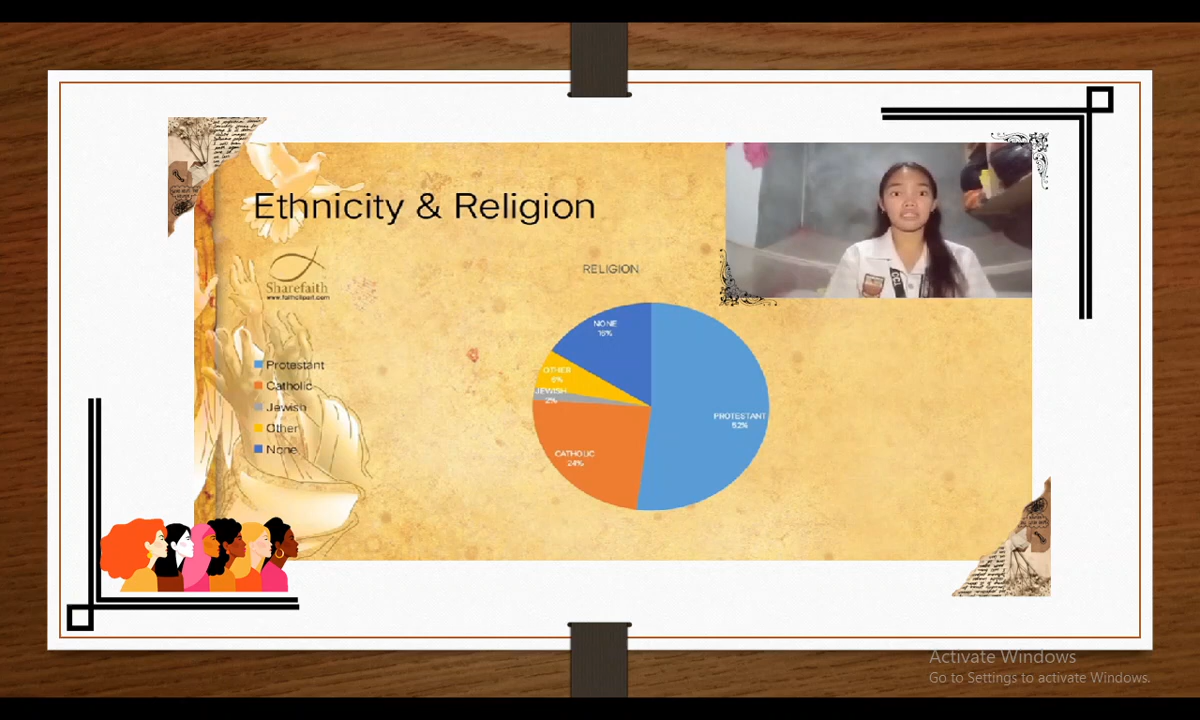 Ethnicity & Religion
Sharefaith
www.faithclipart.com
RELIGION
Protestant
Catholic
Jewish
Other
None
NONE
16%
OTHER
6%
JEWISH
2%
CATHOLIC
24%
PROTESTANT
52%
Activate Windows
Go to Settings to activate Windows.